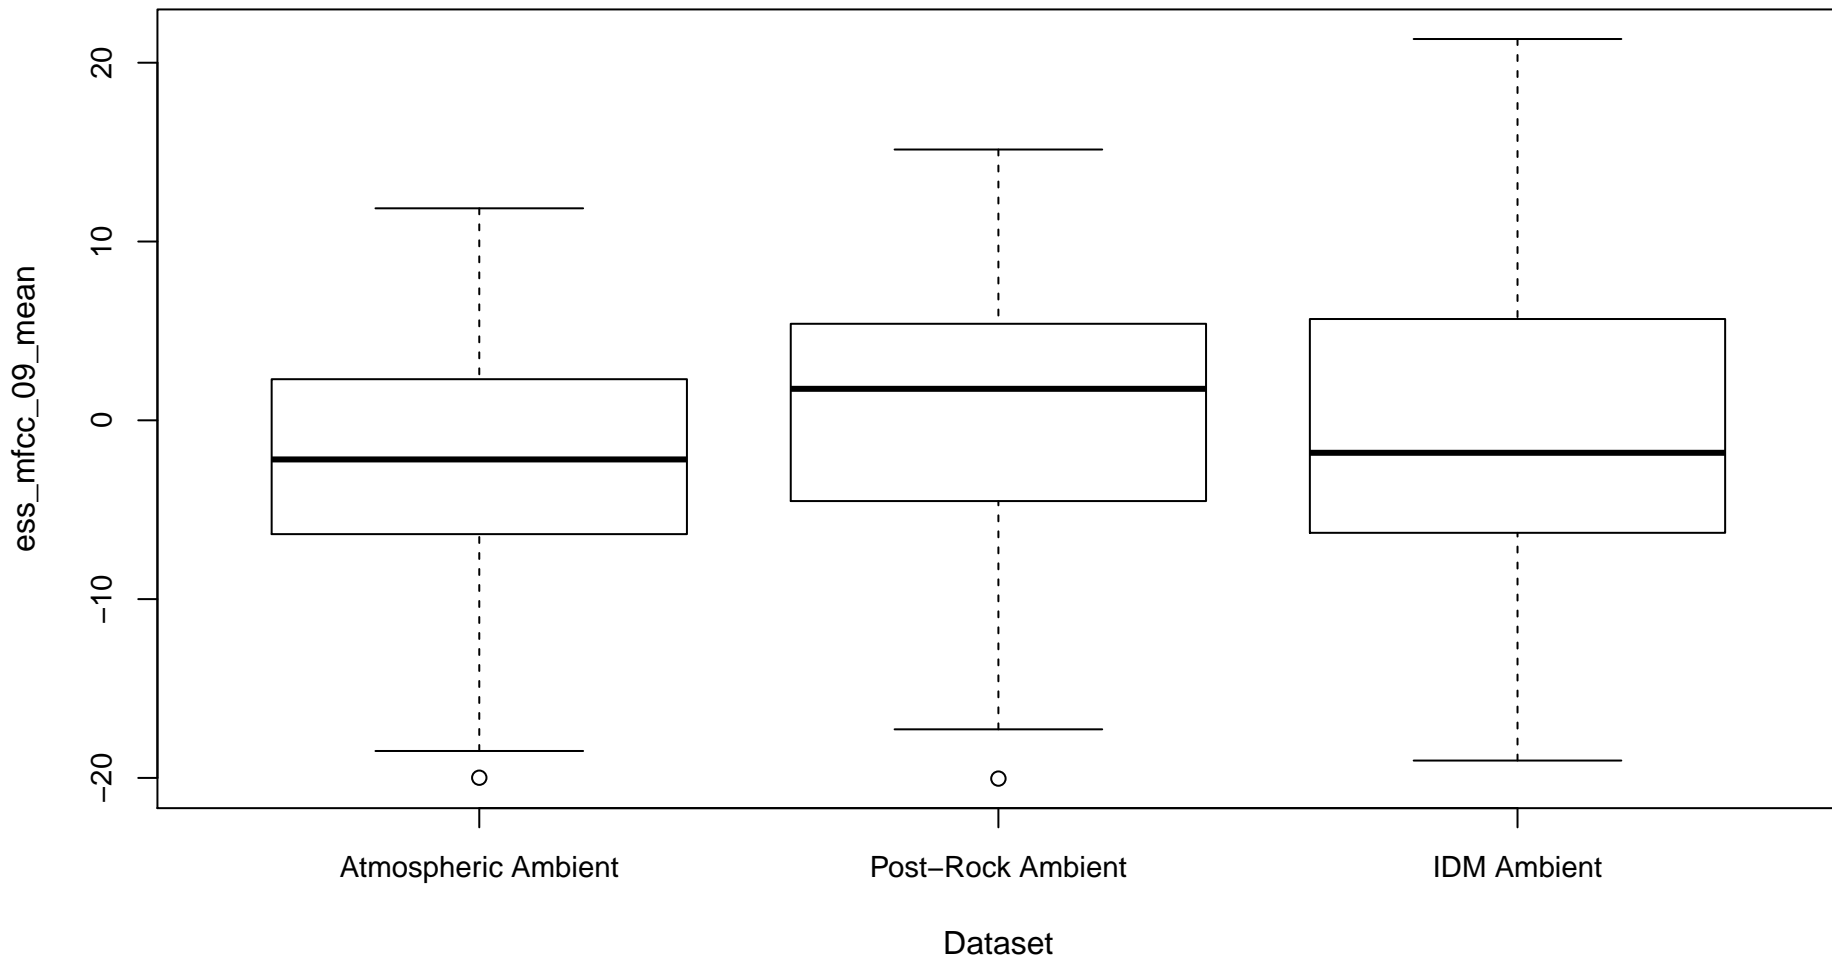 20
10
0
−10
−20
ess_mfcc_09_mean
Atmospheric Ambient
Post−Rock Ambient
IDM Ambient
Dataset